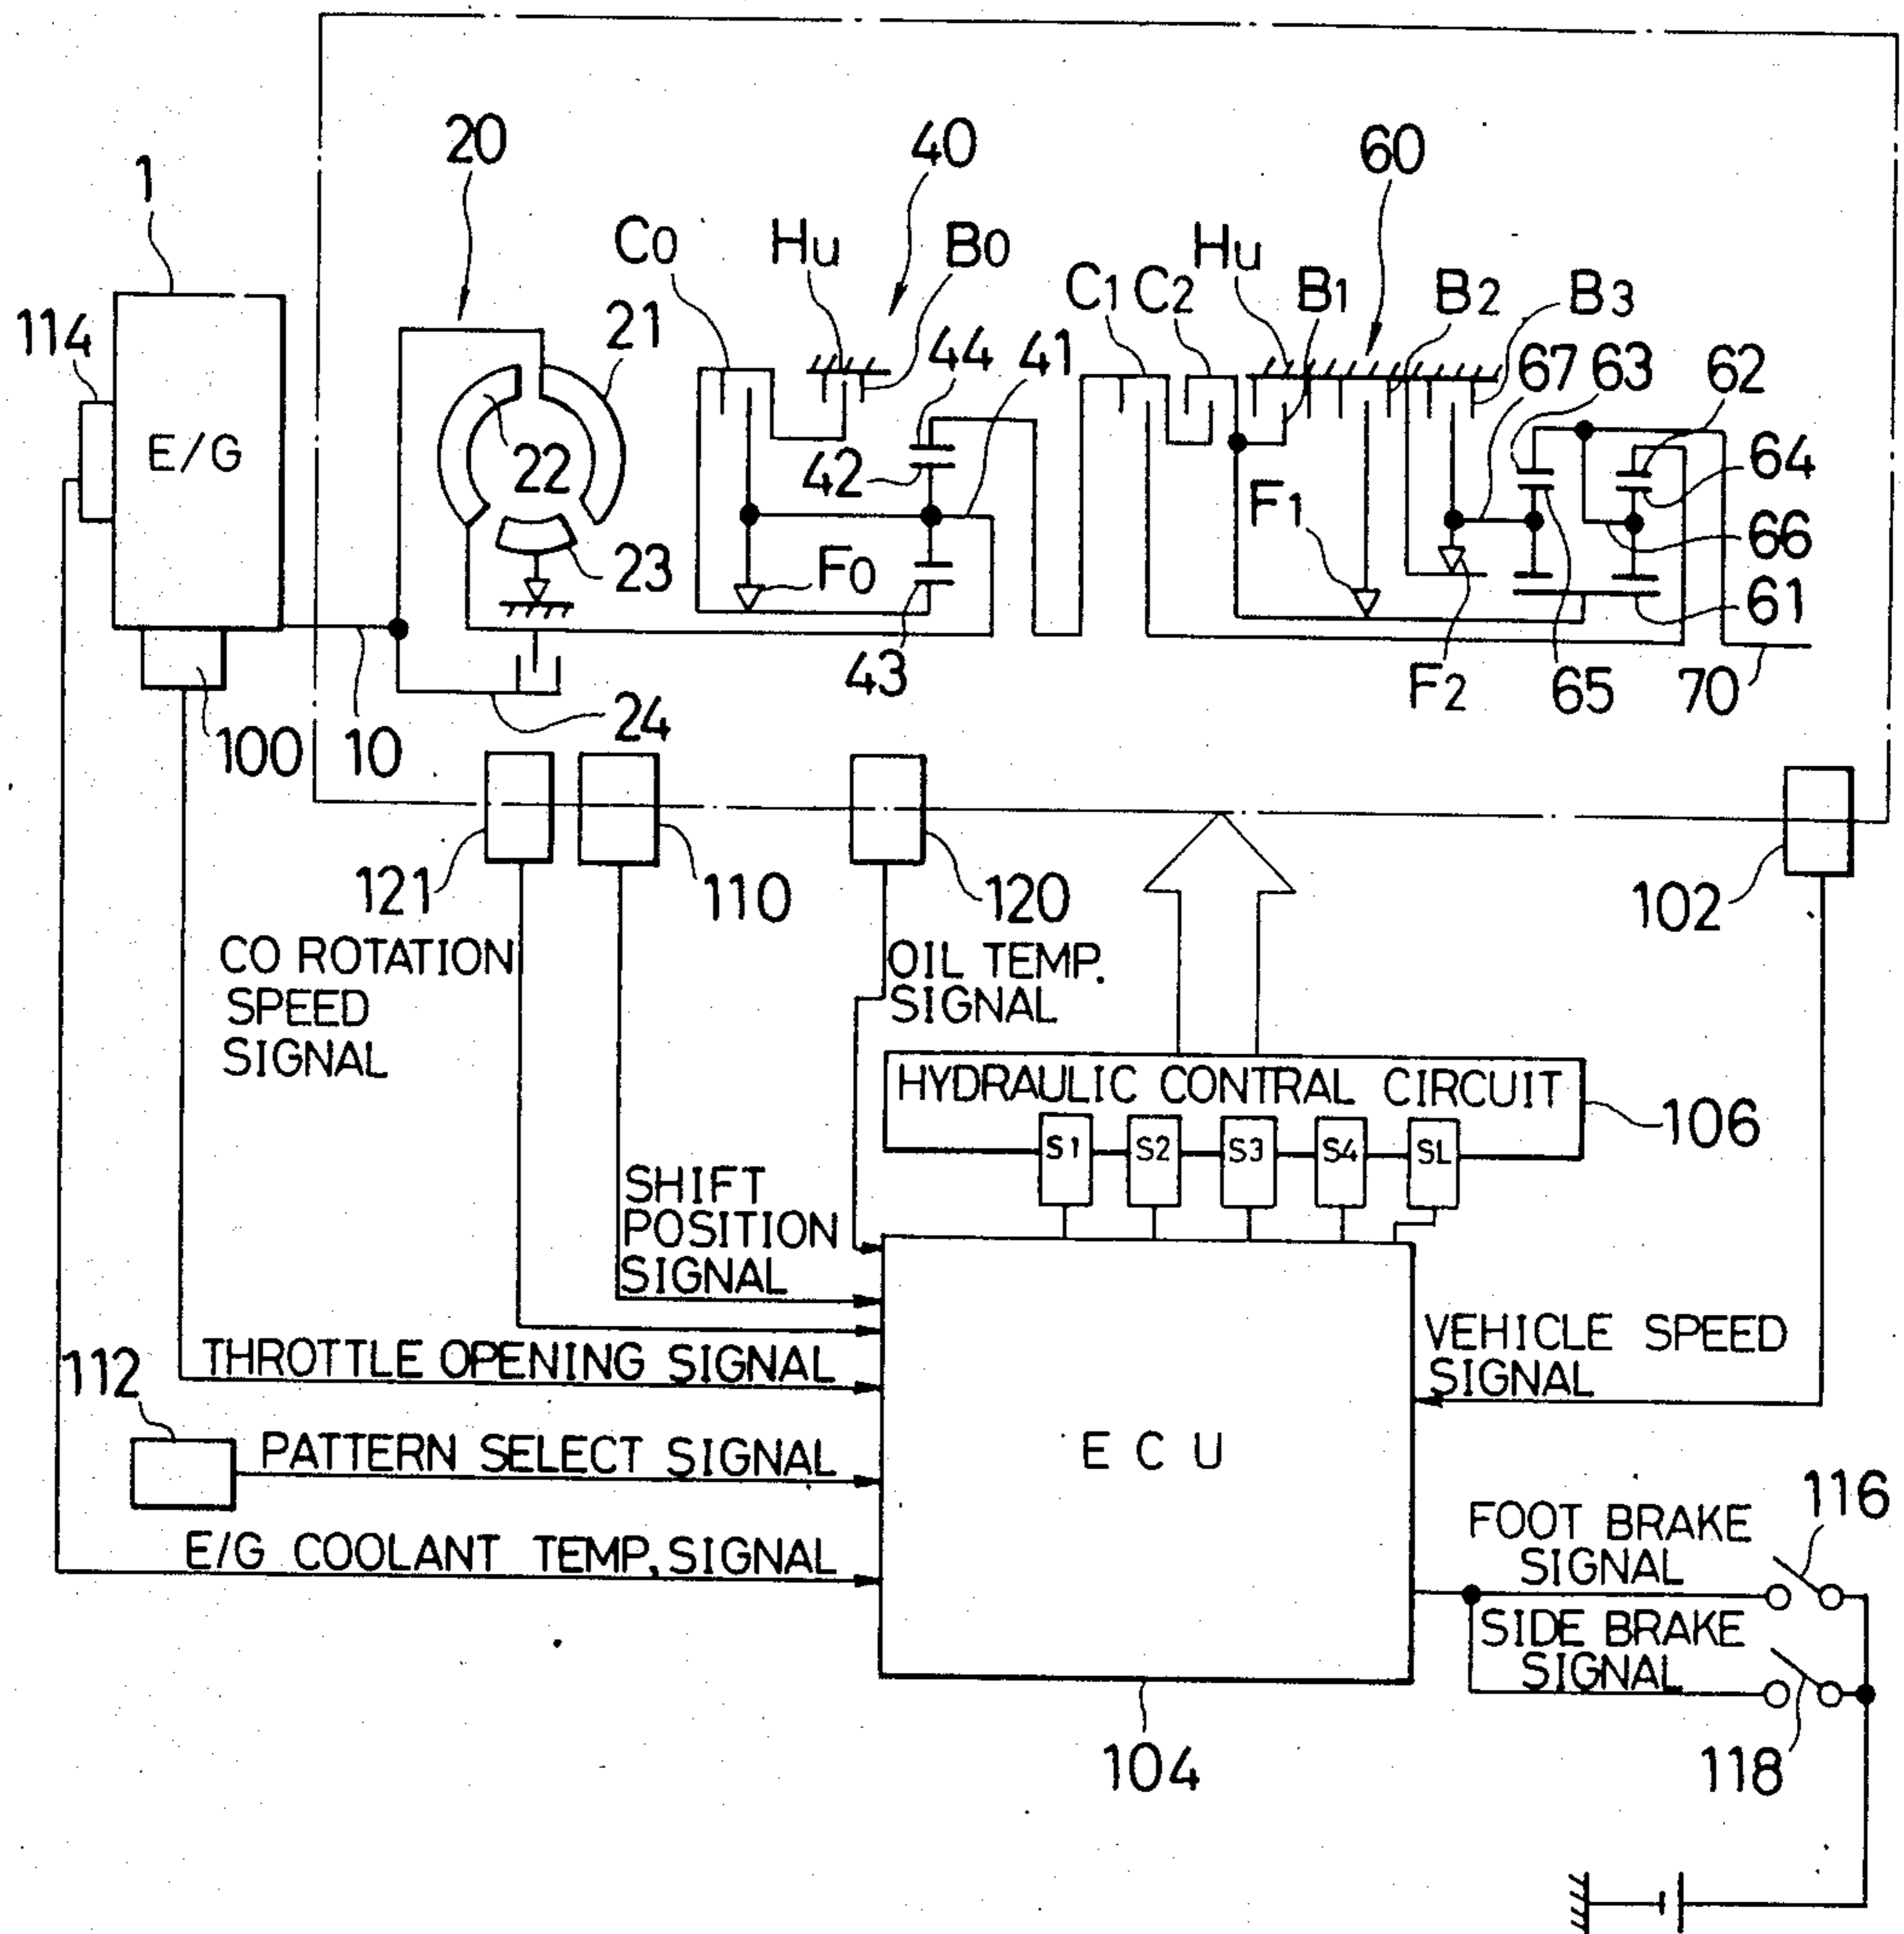 20
40
60
1
C0
Hu
B0
C1
C2
Hu
B1
B2
B3
114
21
44
41
67
63
62
E/G
22
42
F1
64
23
F0
66
61
43
F2
65
70
100
10
24
121
110
120
102
C0 ROTATION
SPEED
SIGNAL
OIL TEMP.
SIGNAL
HYDRAULIC CONTRAL CIRCUIT
106
S1
S2
S3
S4
SL
SHIFT
POSITION
SIGNAL
THROTTLE OPENING SIGNAL
VEHICLE SPEED
SIGNAL
112
PATTERN SELECT SIGNAL
ECU
116
FOOT BRAKE
SIGNAL
E/G COOLANT TEMP. SIGNAL
SIDE BRAKE
SIGNAL
104
118